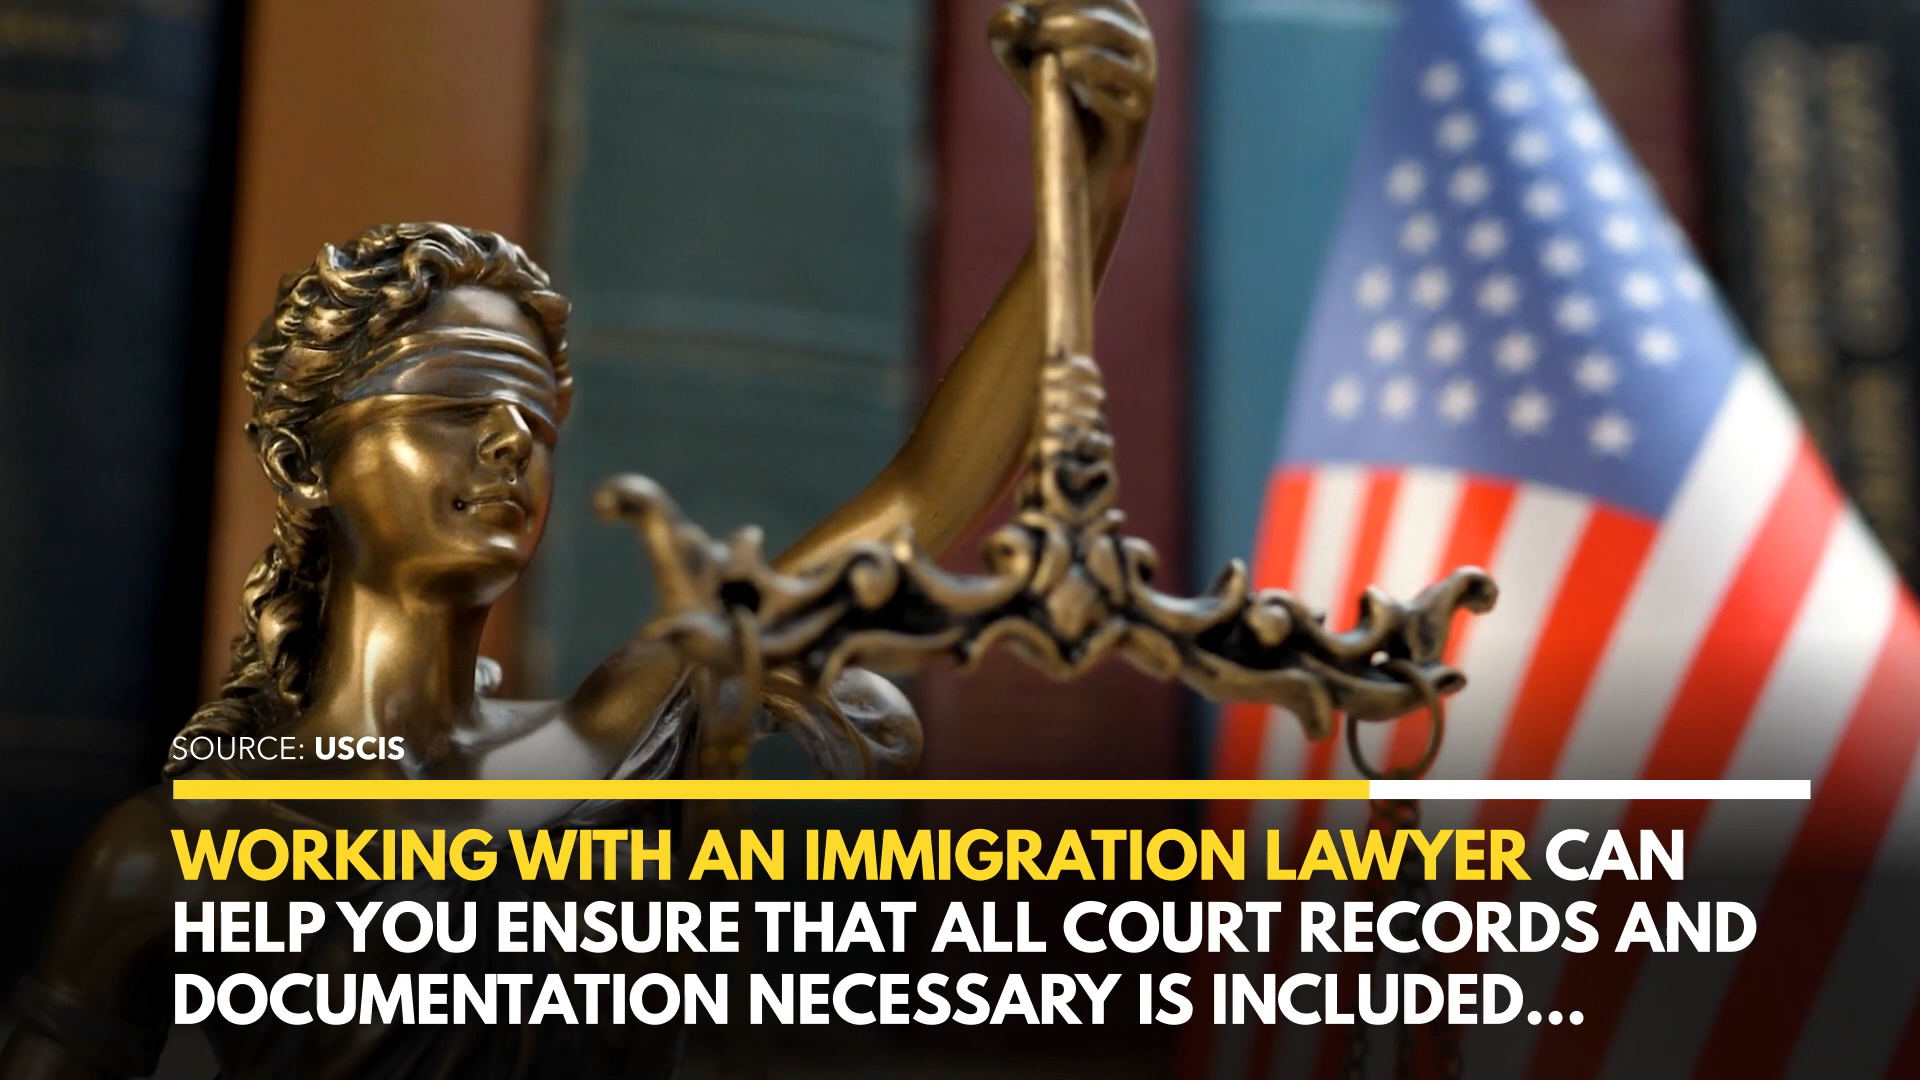 SOURCE: USCIS
WORKING WITH AN IMMIGRATION LAWYER CAN
HELP YOU ENSURE THAT ALL COURT RECORDS AND
DOCUMENTATION NECESSARY IS INCLUDED...